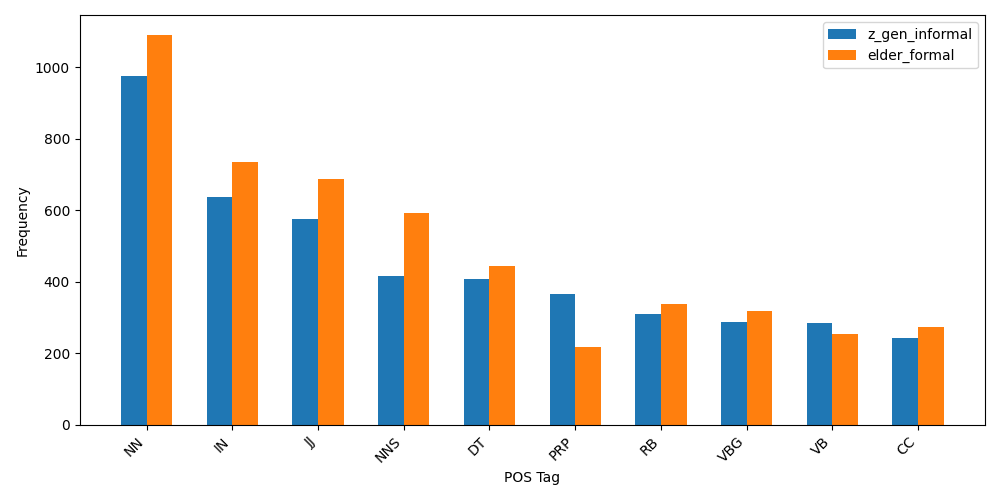 z_gen_informal
elder_formal
Frequency
1000
800
600
400
200
0
NN IN JJ NNS DT PRP RB VBG VB CC
POS Tag